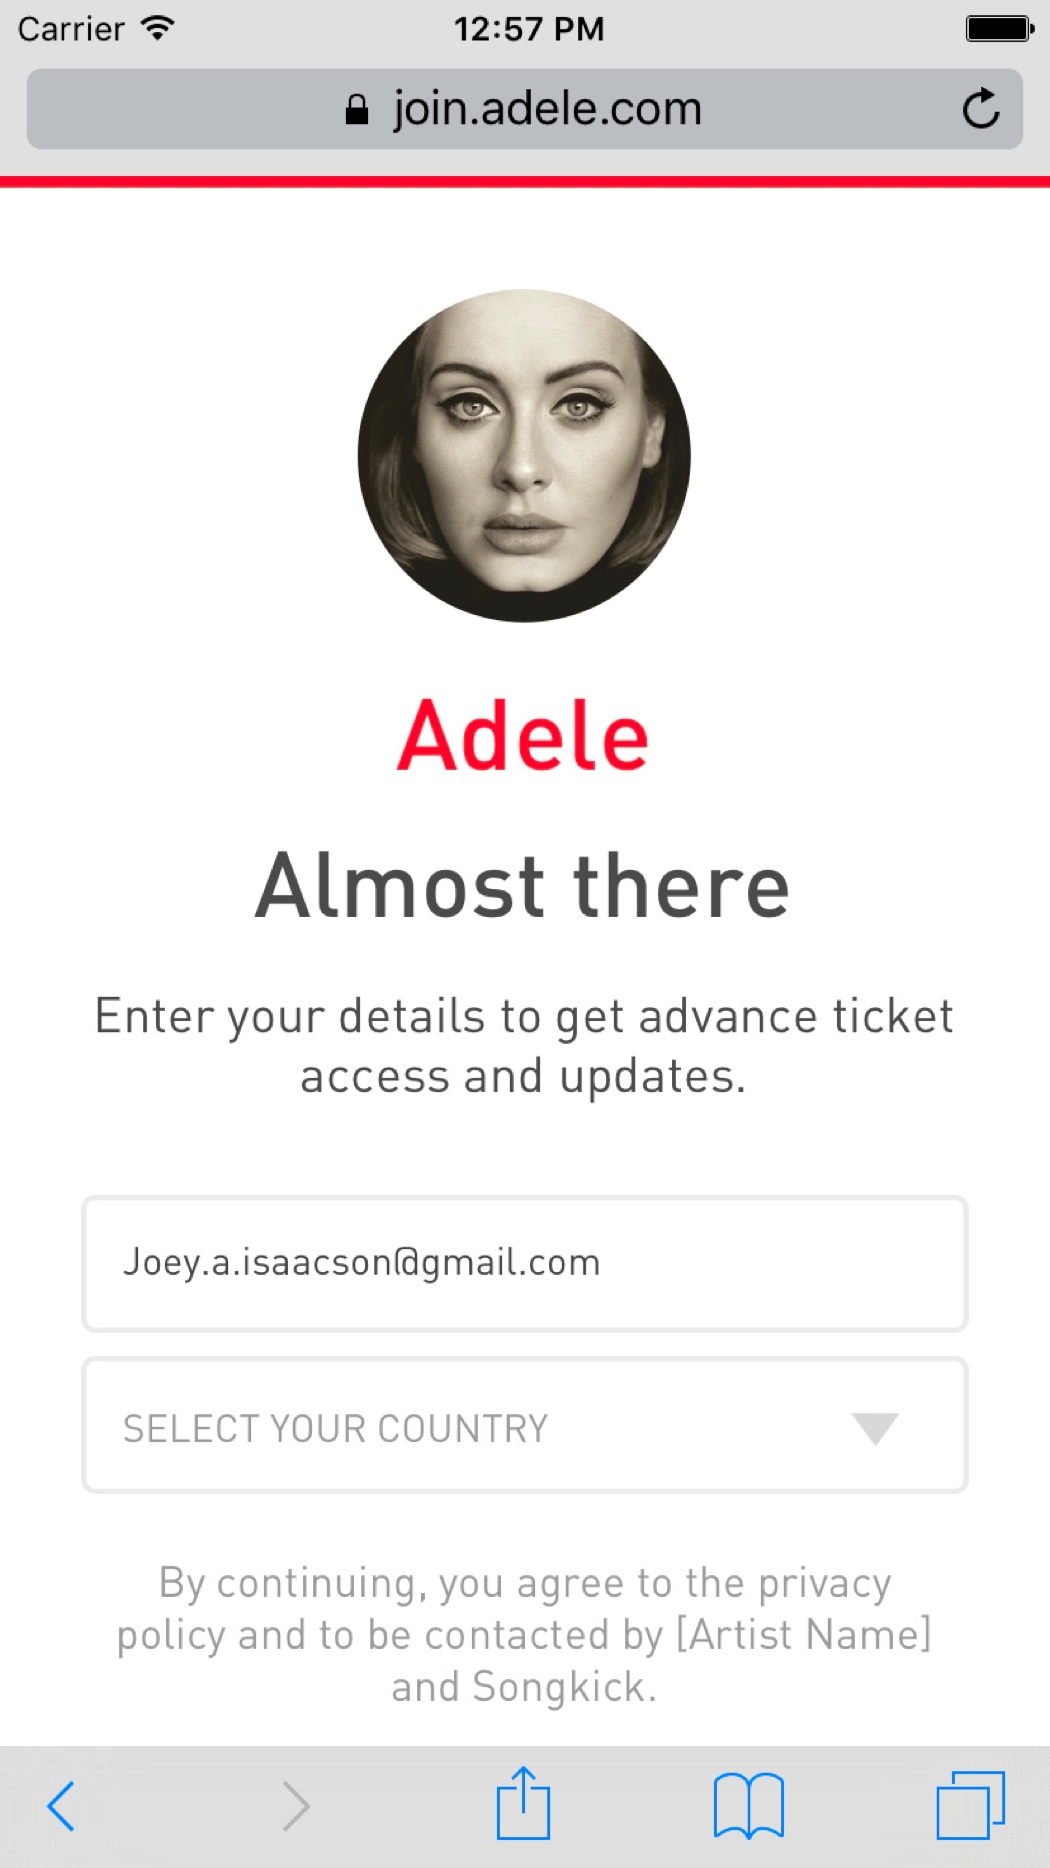 Carrier 12:57 PM
join.adele.com
Adele
Almost there
Enter your details to get advance ticket
access and updates.
Joey.a.isaacson@gmail.com
SELECT YOUR COUNTRY
By continuing, you agree to the privacy
policy and to be contacted by [Artist Name]
and Songkick.